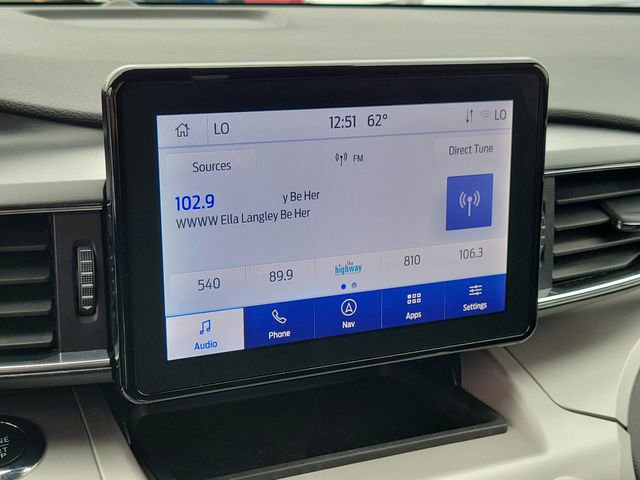 LO 12:51 62° LO
Sources FM Direct Tune
102.9 y Be Her
WWWW Ella Langley Be Her
540 89.9 the highway 810 106.3
Audio Phone Nav Apps Settings